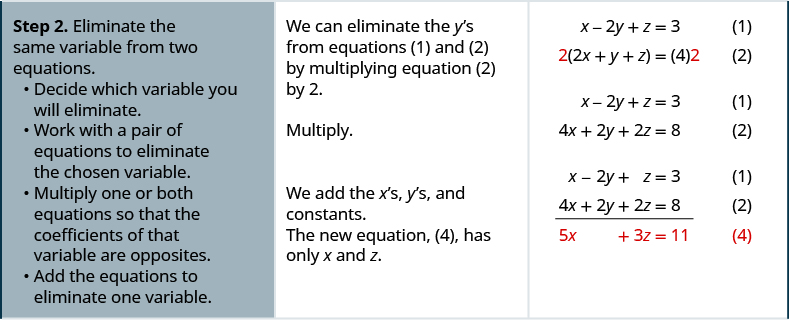 Step 2. Eliminate the
same variable from two
equations.
• Decide which variable you
will eliminate.
• Work with a pair of
equations to eliminate
the chosen variable.
• Multiply one or both
equations so that the
coefficients of that
variable are opposites.
• Add the equations to
eliminate one variable.
We can eliminate the y’s
from equations (1) and (2)
by multiplying equation (2)
by 2.
Multiply.
We add the x’s, y’s, and
constants.
The new equation, (4), has
only x and z.
x − 2y + z = 3 (1)
2(2x + y + z) = (4)2 (2)
x − 2y + z = 3 (1)
4x + 2y + 2z = 8 (2)
x − 2y + z = 3 (1)
4x + 2y + 2z = 8 (2)
5x + 3z = 11 (4)